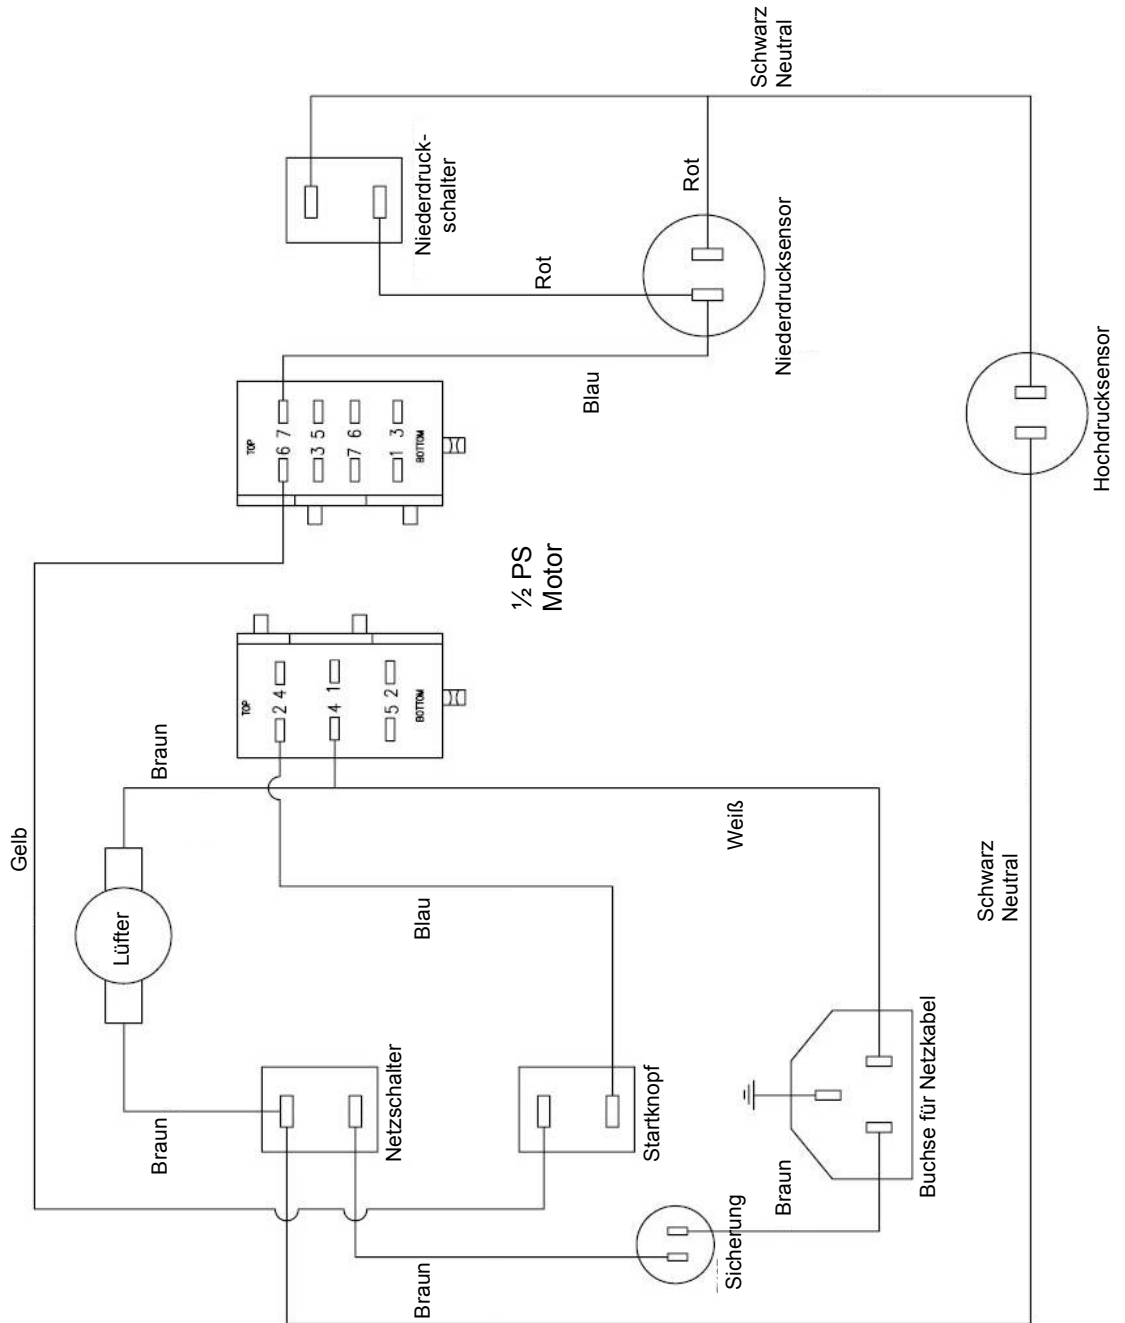 Gelb
Lüfter
Braun
Braun
TOP
2 4
4 1
5 2
BOTTOM
TOP
6 7
3 5
7 6
1 3
BOTTOM
Netzschalter
Braun
Blau
Niederdruck-
schalter
½ PS
Motor
Rot
Blau
Startknopf
Rot
Sicherung
Weiß
Schwarz
Neutral
Braun
Niederdrucksensor
Buchse für Netzkabel
Schwarz
Neutral
Hochdrucksensor